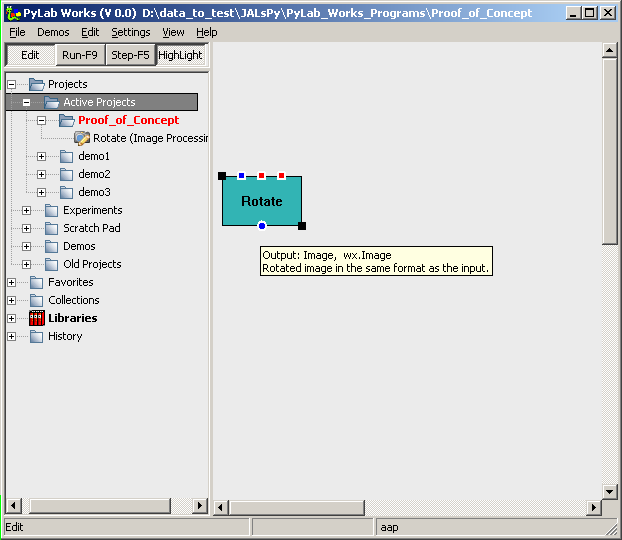 PyLab Works (V 0.0)  D:\data_to_test\JALsPy\PyLab_Works_Programs\Proof_of_Concept
File Demos Edit Settings View Help
Edit Run-F9 Step-F5 HighLight
Projects
Active Projects
Proof_of_Concept
Rotate (Image Processin
demo1
demo2
demo3
Experiments
Scratch Pad
Demos
Old Projects
Favorites
Collections
Libraries
History
Rotate
Output: Image,  wx.Image
Rotated image in the same format as the input.
Edit aap